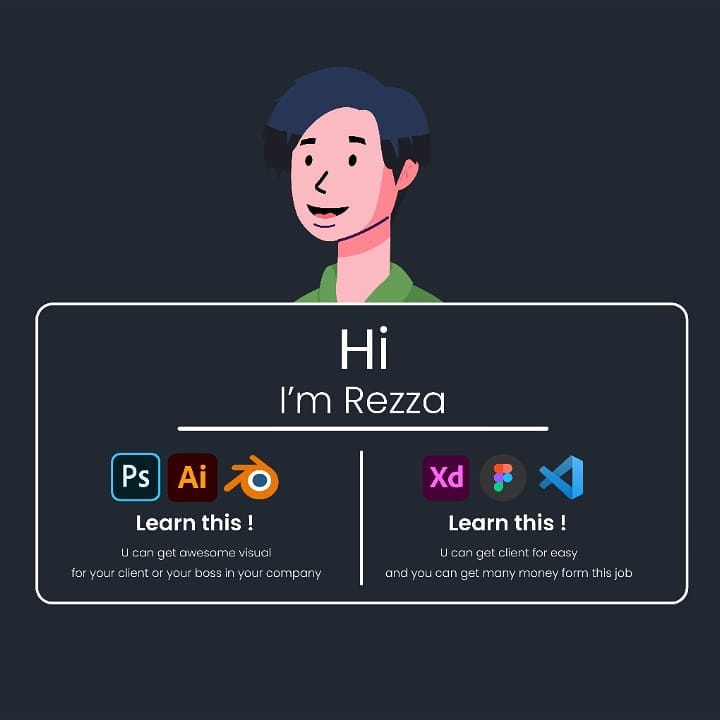 Hi
I'm Rezza
Ps Ai
Learn this !
U can get awesome visual
for your client or your boss in your company
Xd
Learn this !
U can get client for easy
and you can get many money form this job